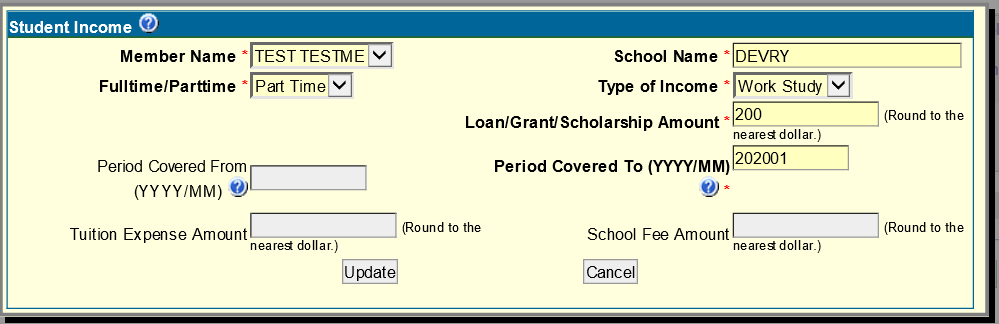 Student Income ?
Member Name * TEST TESTME School Name * DEVRY
Fulltime/Parttime * Part Time Type of Income * Work Study
Loan/Grant/Scholarship Amount * 200 (Round to the
nearest dollar.)
Period Covered From Period Covered To (YYYY/MM) 202001
(YYYY/MM) ? ? *
Tuition Expense Amount (Round to the School Fee Amount (Round to the
nearest dollar.) nearest dollar.)
Update Cancel